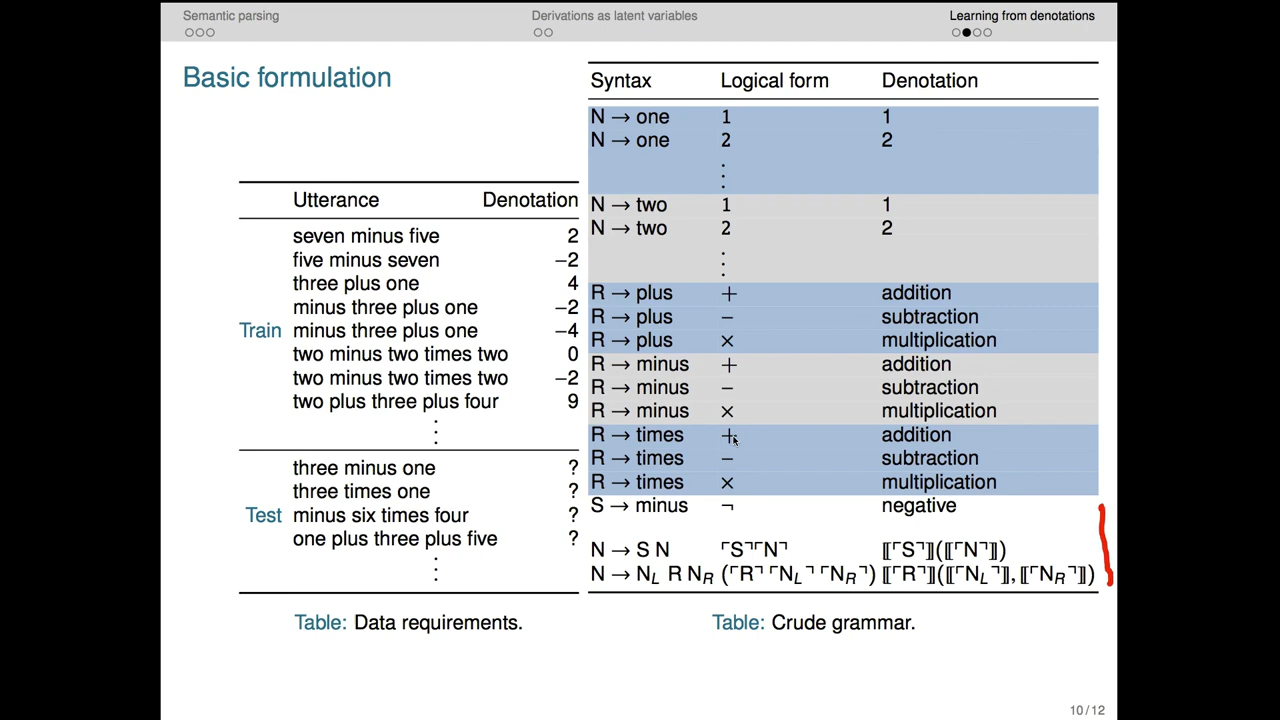 Semantic parsing Derivations as latent variables Learning from denotations
Basic formulation
Utterance Denotation
seven minus five 2
five minus seven −2
three plus one 4
minus three plus one −2
Train minus three plus one −4
two minus two times two 0
two minus two times two −2
two plus three plus four 9
⋮
three minus one ?
three times one ?
Test minus six times four ?
one plus three plus five ?
⋮
Table: Data requirements.
Syntax Logical form Denotation
N → one 1 1
N → one 2 2
⋮
N → two 1 1
N → two 2 2
⋮
R → plus + addition
R → plus − subtraction
R → plus × multiplication
R → minus + addition
R → minus − subtraction
R → minus × multiplication
R → times + addition
R → times − subtraction
R → times × multiplication
S → minus ¬ negative
N → S N ⌜S⌝⌜N⌝ ⟦⌜S⌝⟧(⟦⌜N⌝⟧)
N → N_L R N_R (⌜R⌝ ⌜N_L⌝ ⌜N_R⌝) ⟦⌜R⌝⟧(⟦⌜N_L⌝⟧, ⟦⌜N_R⌝⟧)
Table: Crude grammar.
10 / 12